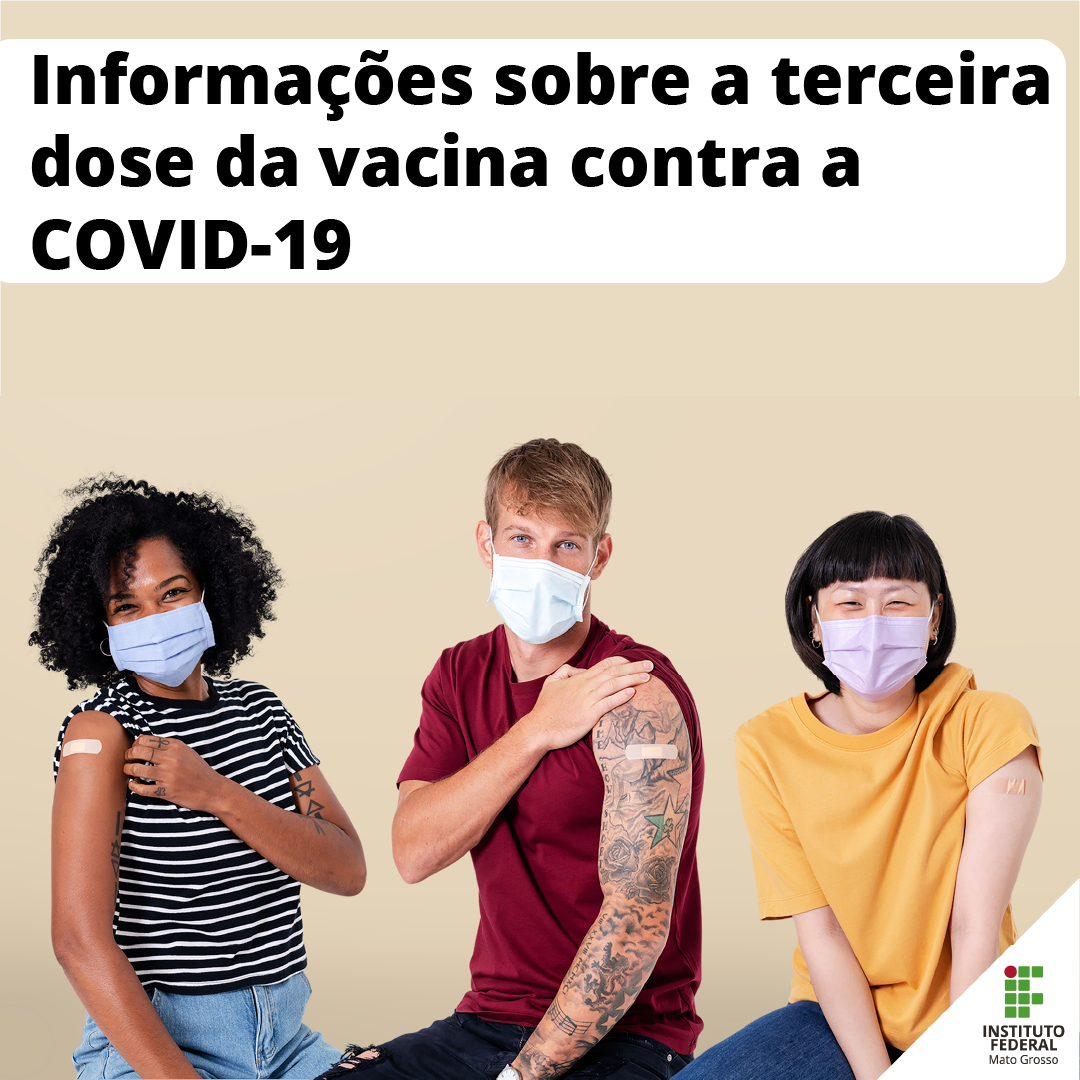 Informações sobre a terceira
dose da vacina contra a
COVID-19
INSTITUTO
FEDERAL
Mato Grosso